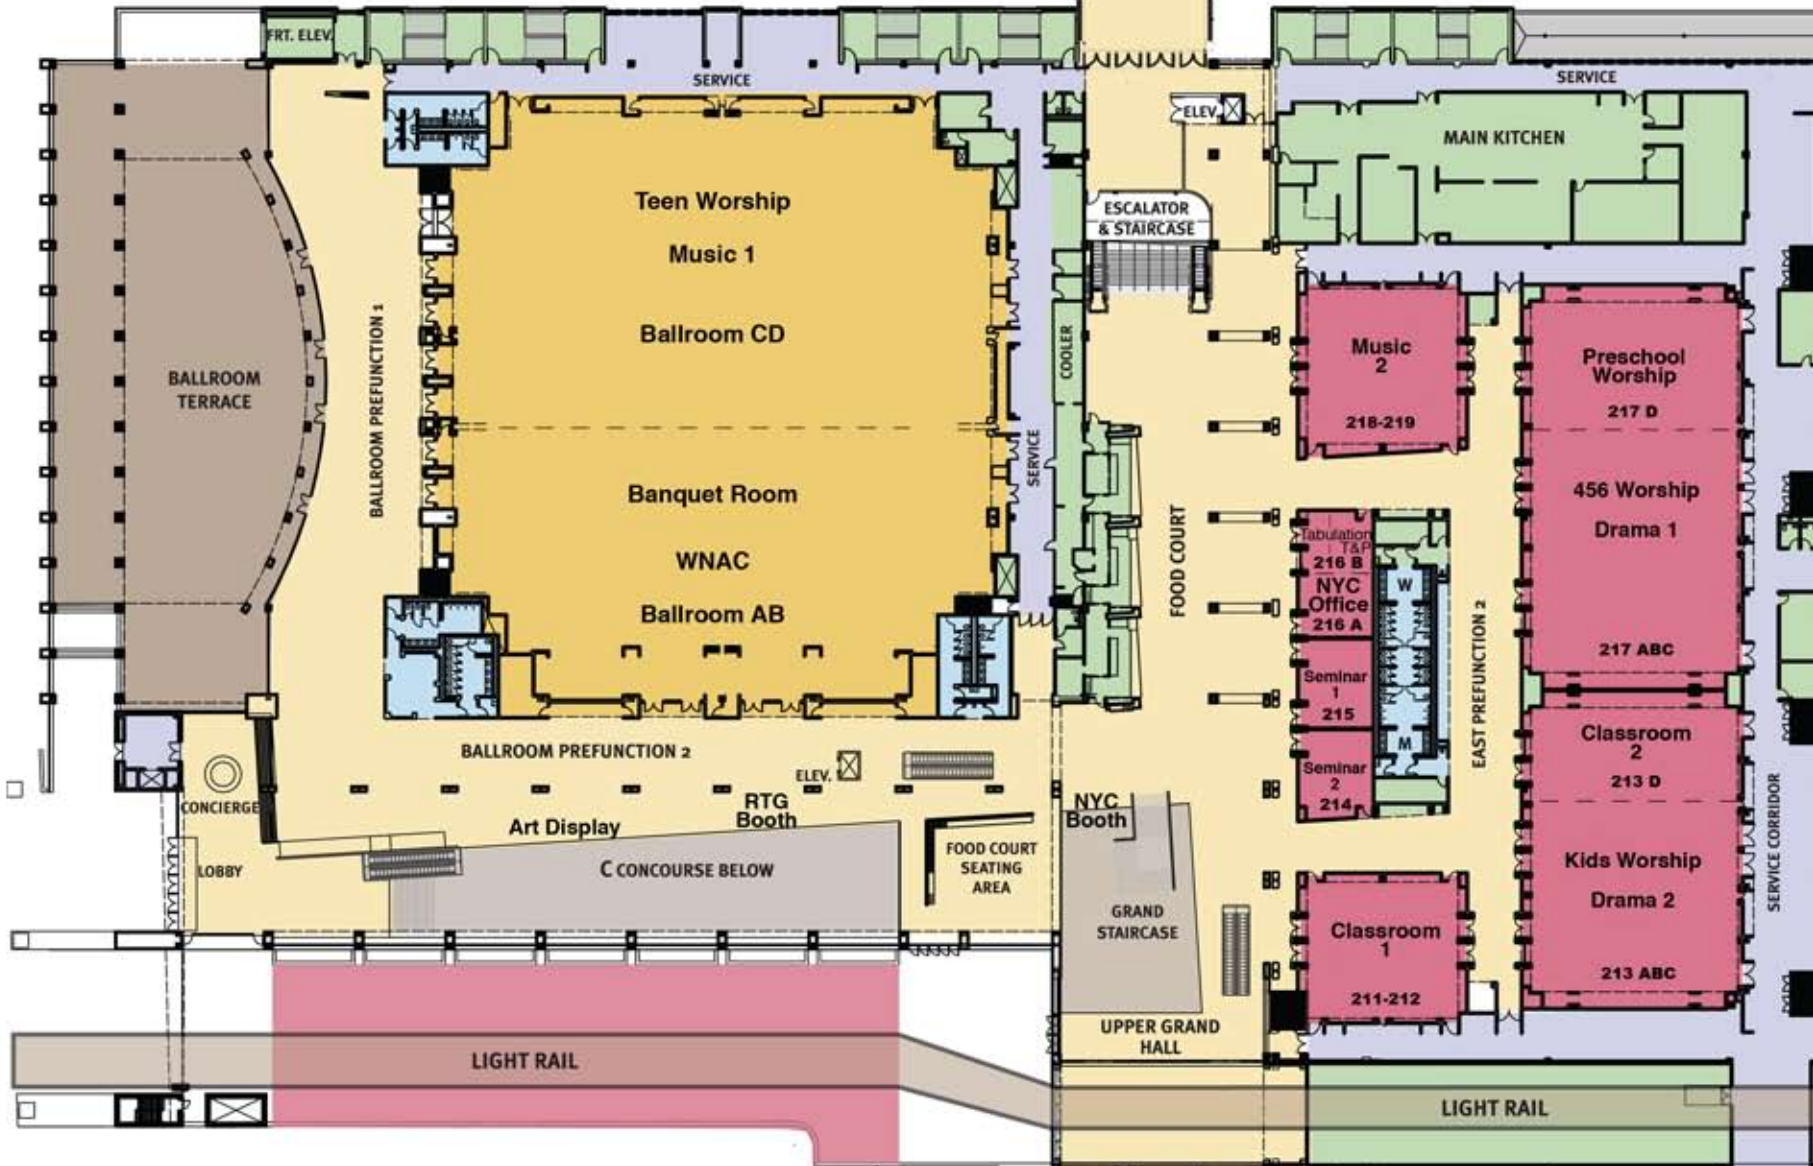 FRT. ELEV.
SERVICE
SERVICE
ELEV.
MAIN KITCHEN
Teen Worship
Music 1
Ballroom CD
ESCALATOR
& STAIRCASE
BALLROOM
TERRACE
BALLROOM PREFUNCTION 1
COOLER
SERVICE
Music
2
218-219
Preschool
Worship
217 D
456 Worship
Drama 1
217 ABC
Banquet Room
WNAC
Ballroom AB
FOOD COURT
Tabulation
T&P
216 B
NYC
Office
216 A
W
Seminar
1
215
M
Seminar
2
214
EAST PREFUNCTION 2
Classroom
2
213 D
BALLROOM PREFUNCTION 2
ELEV.
CONCIERGE
RTG
Booth
NYC
Booth
Art Display
LOBBY
C CONCOURSE BELOW
FOOD COURT
SEATING
AREA
GRAND
STAIRCASE
Kids Worship
Drama 2
213 ABC
SERVICE CORRIDOR
Classroom
1
211-212
UPPER GRAND
HALL
LIGHT RAIL
LIGHT RAIL